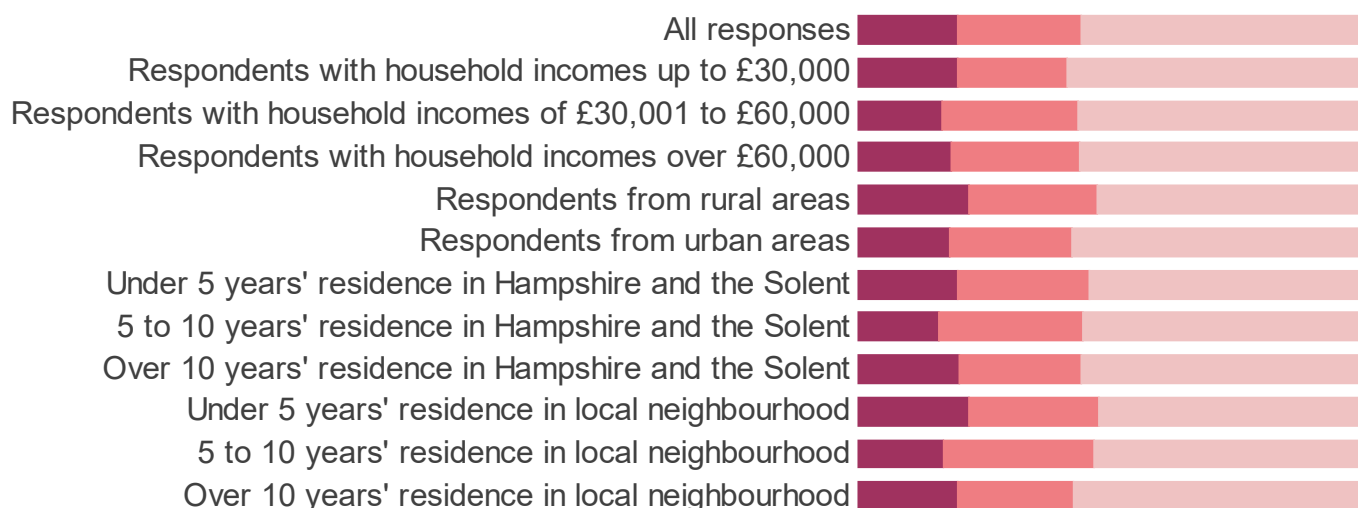 All responses
Respondents with household incomes up to £30,000
Respondents with household incomes of £30,001 to £60,000
Respondents with household incomes over £60,000
Respondents from rural areas
Respondents from urban areas
Under 5 years' residence in Hampshire and the Solent
5 to 10 years' residence in Hampshire and the Solent
Over 10 years' residence in Hampshire and the Solent
Under 5 years' residence in local neighbourhood
5 to 10 years' residence in local neighbourhood
Over 10 years' residence in local neighbourhood